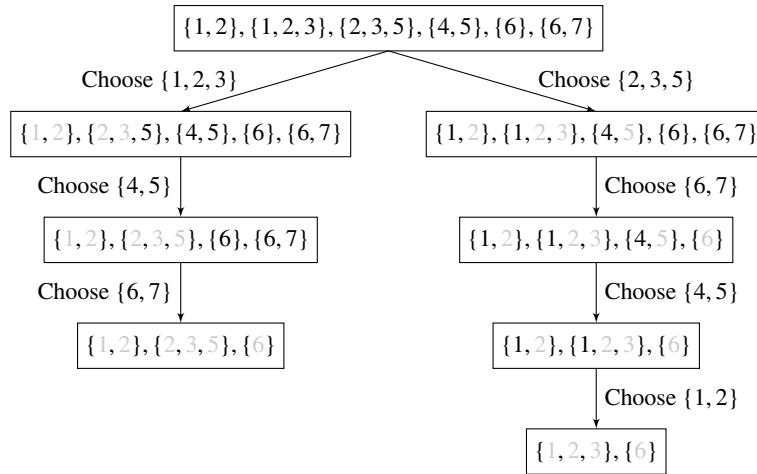 {1, 2}, {1, 2, 3}, {2, 3, 5}, {4, 5}, {6}, {6, 7}
Choose {1, 2, 3}
Choose {2, 3, 5}
{1, 2}, {2, 3, 5}, {4, 5}, {6}, {6, 7}
{1, 2}, {1, 2, 3}, {4, 5}, {6}, {6, 7}
Choose {4, 5}
Choose {6, 7}
{1, 2}, {2, 3, 5}, {6}, {6, 7}
{1, 2}, {1, 2, 3}, {4, 5}, {6}
Choose {6, 7}
Choose {4, 5}
{1, 2}, {2, 3, 5}, {6}
{1, 2}, {1, 2, 3}, {6}
Choose {1, 2}
{1, 2, 3}, {6}